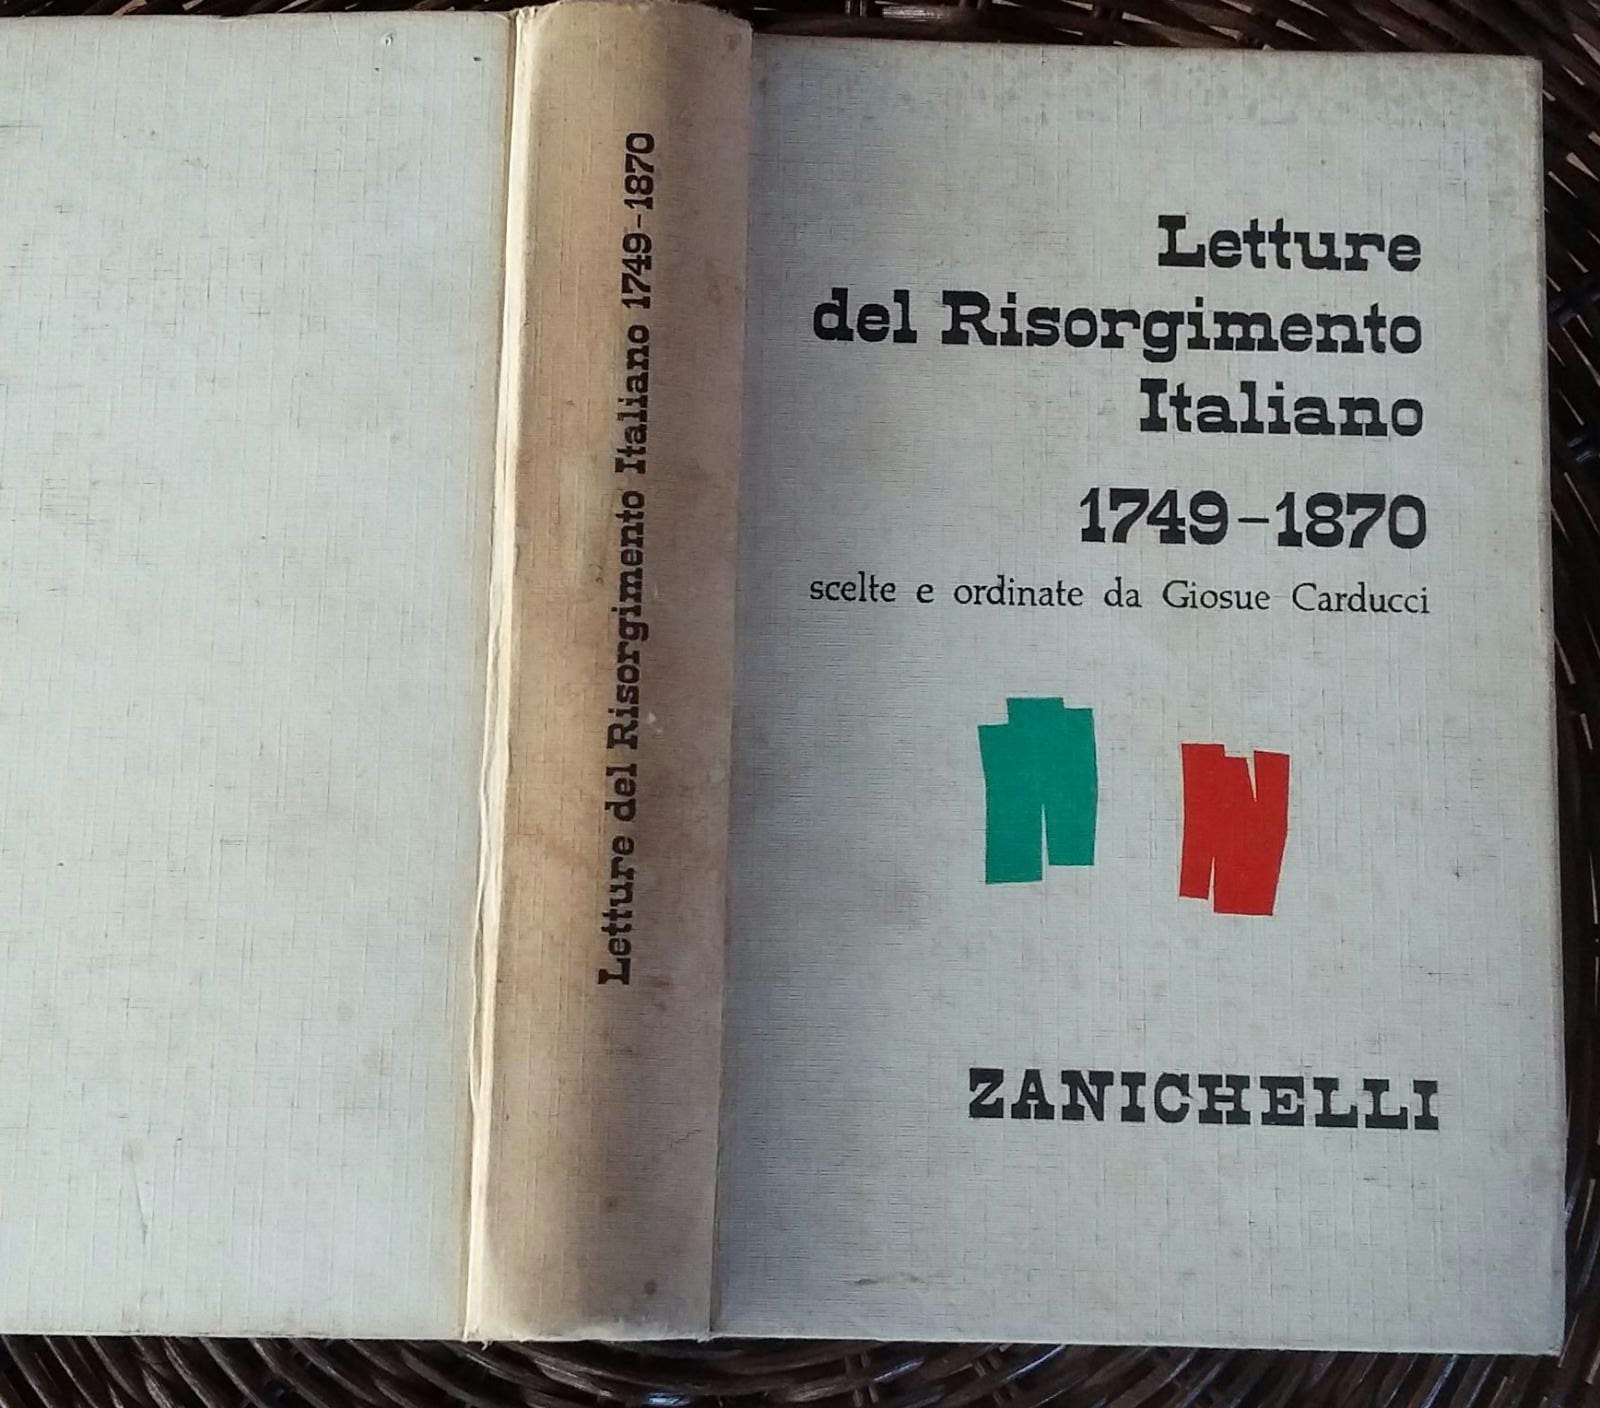 Letture del Risorgimento Italiano 1749-1870
Letture
del Risorgimento
Italiano
1749-1870
scelte e ordinate da Giosue Carducci
ZANICHELLI